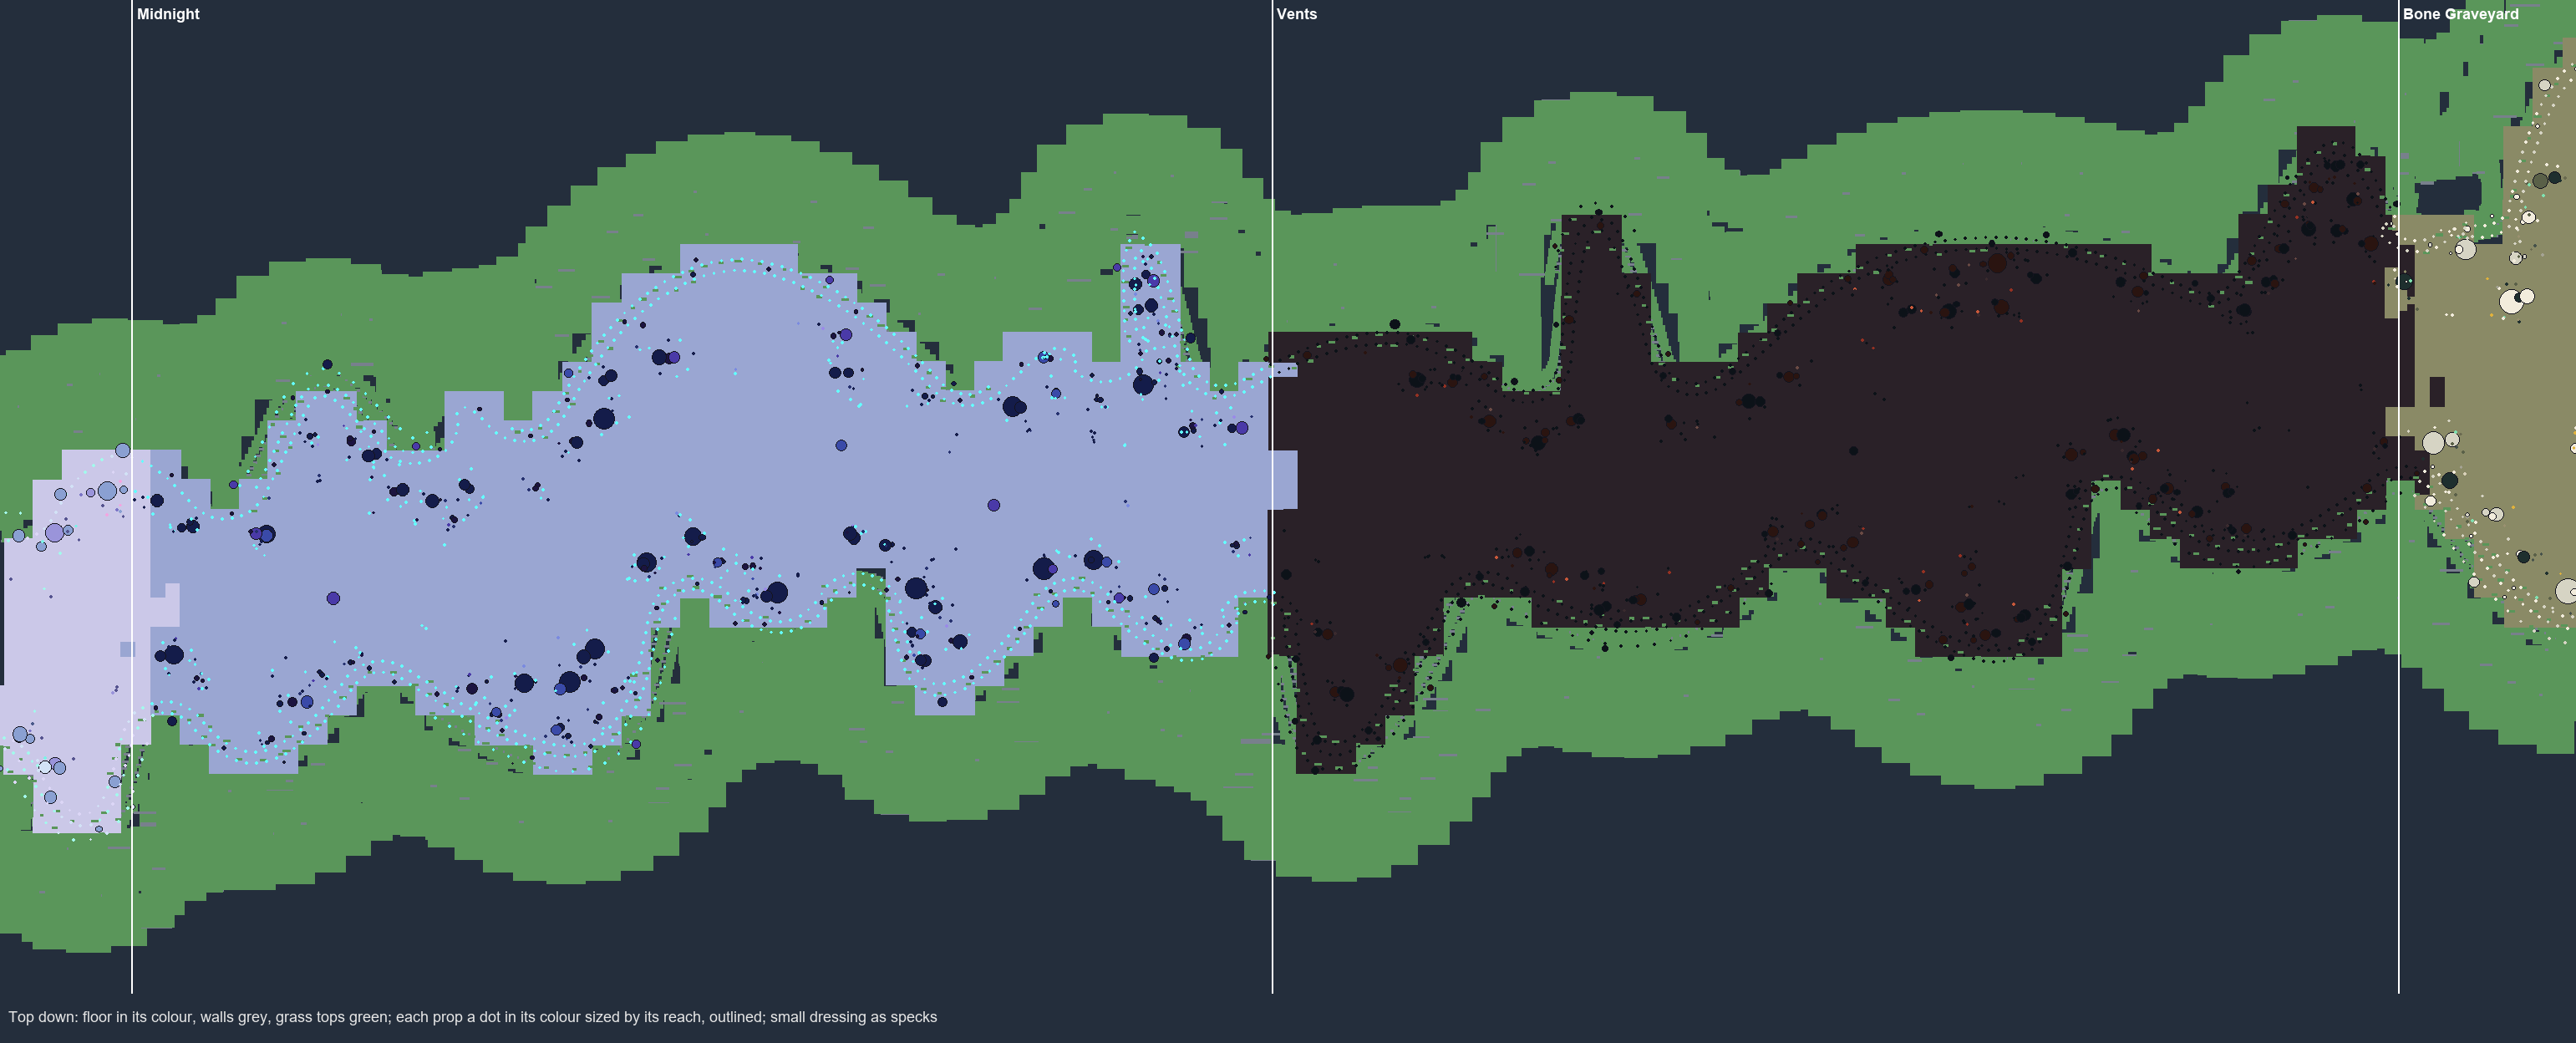 Midnight
Vents
Bone Graveyard
Top down: floor in its colour, walls grey, grass tops green; each prop a dot in its colour sized by its reach, outlined; small dressing as specks